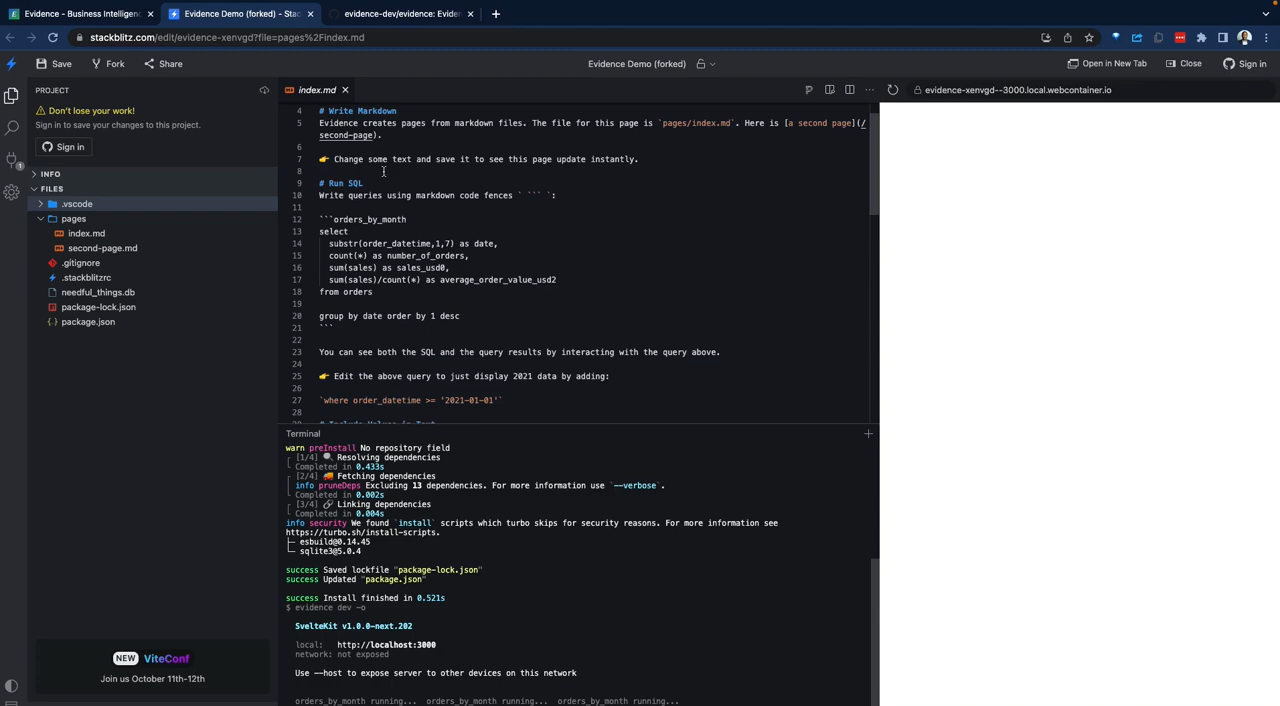 Evidence - Business Intelligenc
Evidence Demo (forked) - Stac
evidence-dev/evidence: Eviden
stackblitz.com/edit/evidence-xenvgd?file=pages%2Findex.md
Save
Fork
Share
Evidence Demo (forked)
Open in New Tab
Close
Sign in
PROJECT
Don't lose your work!
Sign in to save your changes to this project.
Sign in
INFO
FILES
.vscode
pages
index.md
second-page.md
.gitignore
.stackblitzrc
needful_things.db
package-lock.json
package.json
NEW ViteConf
Join us October 11th-12th
index.md
4 # Write Markdown
5 Evidence creates pages from markdown files. The file for this page is `pages/index.md`. Here is [a second page](/
second-page).
6
7 👉 Change some text and save it to see this page update instantly.
8
9 # Run SQL
10 Write queries using markdown code fences ` ``` `:
11
12 ```orders_by_month
13 select
14 substr(order_datetime,1,7) as date,
15 count(*) as number_of_orders,
16 sum(sales) as sales_usd0,
17 sum(sales)/count(*) as average_order_value_usd2
18 from orders
19
20 group by date order by 1 desc
21 ```
22
23 You can see both the SQL and the query results by interacting with the query above.
24
25 👉 Edit the above query to just display 2021 data by adding:
26
27 `where order_datetime >= '2021-01-01'`
28
# Include Values in Text
Terminal
warn preInstall No repository field
[1/4] 🔍 Resolving dependencies
Completed in 0.433s
[2/4] 🚚 Fetching dependencies
info pruneDeps Excluding 13 dependencies. For more information use `--verbose`.
Completed in 0.002s
[3/4] 🔗 Linking dependencies
Completed in 0.004s
info security We found `install` scripts which turbo skips for security reasons. For more information see
https://turbo.sh/install-scripts.
├─ esbuild@0.14.45
└─ sqlite3@5.0.4
success Saved lockfile "package-lock.json"
success Updated "package.json"
success Install finished in 0.521s
$ evidence dev -o
SvelteKit v1.0.0-next.202
local: http://localhost:3000
network: not exposed
Use --host to expose server to other devices on this network
orders_by_month running... orders_by_month running... orders_by_month running...
evidence-xenvgd--3000.local.webcontainer.io
1